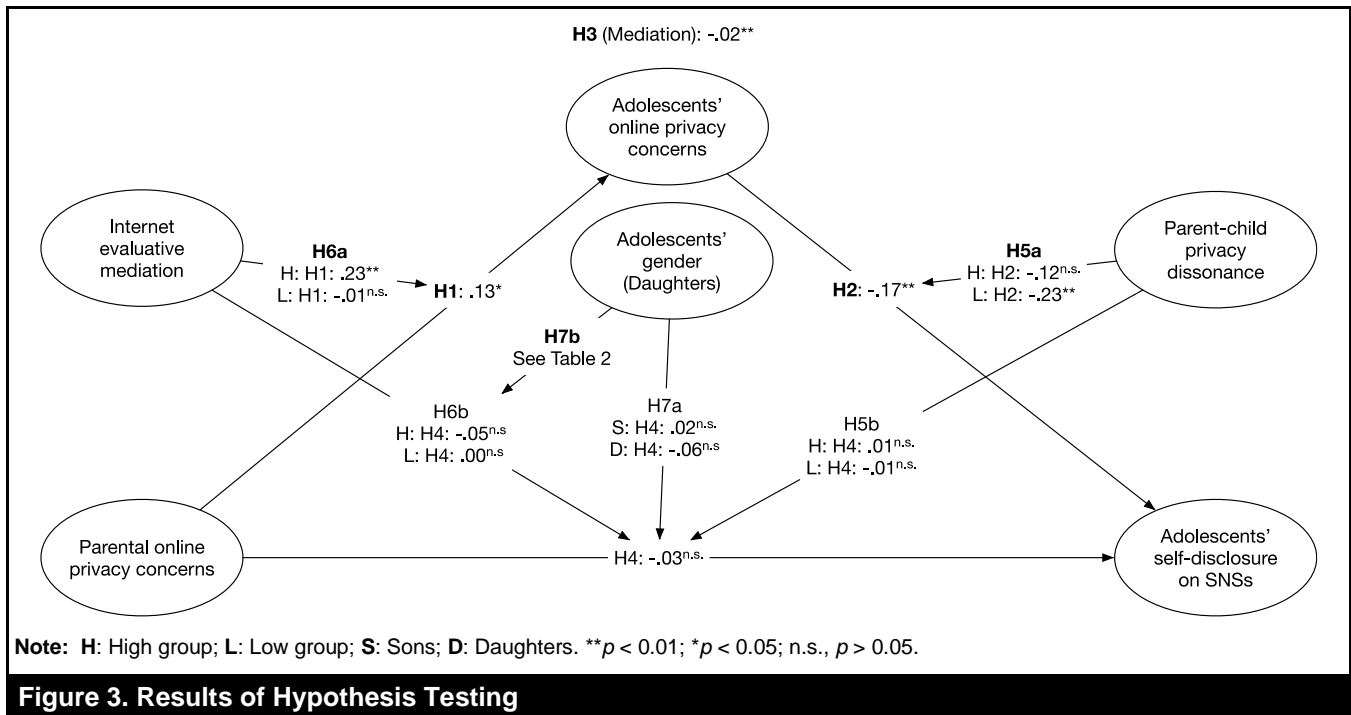 H3 (Mediation): -.02**
Adolescents'
online privacy
concerns
Internet
evaluative
mediation
H6a
H: H1: .23**
L: H1: -.01n.s.
H1: .13*
Adolescents'
gender
(Daughters)
H2: -.17**
H5a
H: H2: -.12n.s.
L: H2: -.23**
Parent-child
privacy
dissonance
H7b
See Table 2
H6b
H: H4: -.05n.s
L: H4: .00n.s
H7a
S: H4: .02n.s.
D: H4: -.06n.s
H5b
H: H4: .01n.s.
L: H4: -.01n.s.
Parental online
privacy concerns
H4: -.03n.s.
Adolescents'
self-disclosure
on SNSs
Note: H: High group; L: Low group; S: Sons; D: Daughters. **p < 0.01; *p < 0.05; n.s., p > 0.05.
Figure 3. Results of Hypothesis Testing